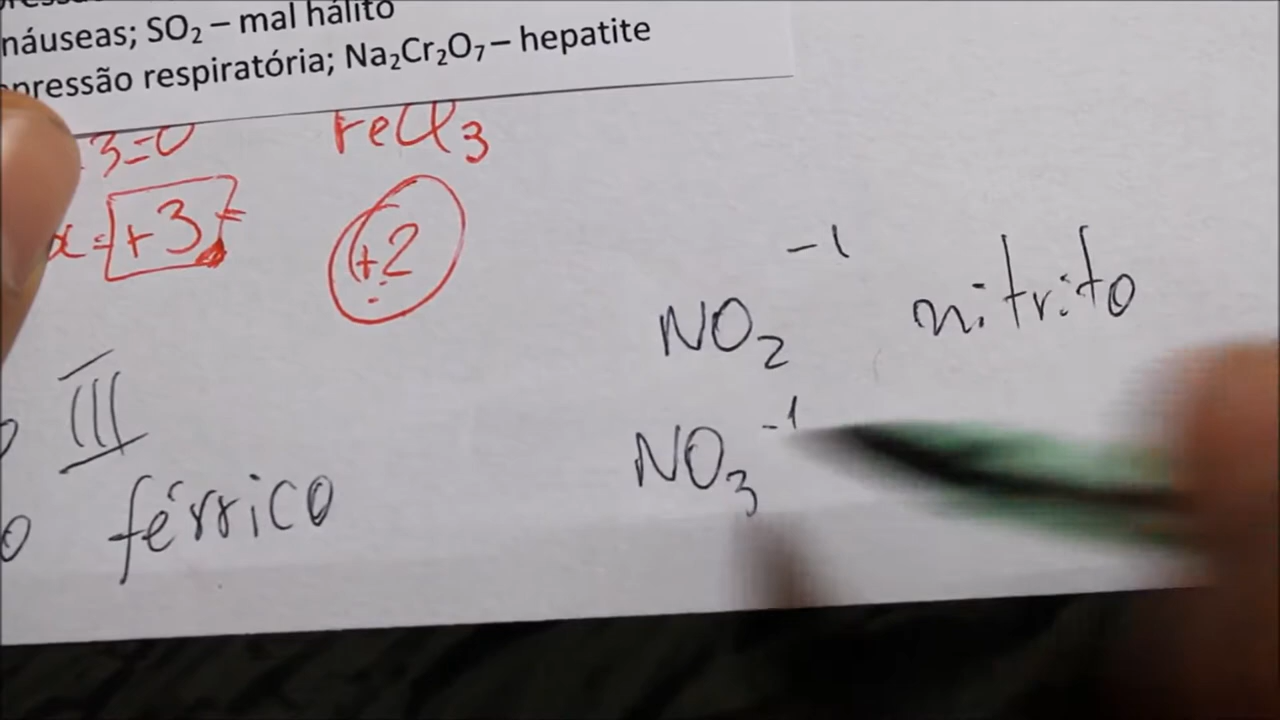 náuseas; SO₂ – mal hálito
pressão respiratória; Na₂Cr₂O₇ – hepatite
3=0 FeCl₃
x= +3 +2
NO₂⁻¹ nitrito
III
NO₃⁻¹
o férrico